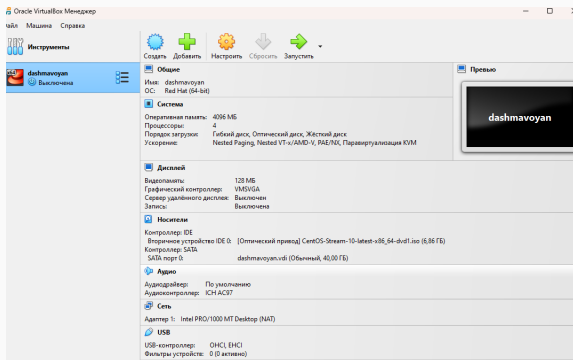 Oracle VirtualBox Менеджер
айл Машина Справка
Инструменты
Создать Добавить Настроить Сбросить Запустить
dashmavoyan
Выключена
Общие
Имя: dashmavoyan
ОС: Red Hat (64-bit)
Превью
dashmavoyan
Система
Оперативная память: 4096 МБ
Процессоры: 4
Порядок загрузки: Гибкий диск, Оптический диск, Жёсткий диск
Ускорение: Nested Paging, Nested VT-x/AMD-V, PAE/NX, Паравиртуализация KVM
Дисплей
Видеопамять: 128 МБ
Графический контроллер: VMSVGA
Сервер удалённого дисплея: Выключен
Запись: Выключена
Носители
Контроллер: IDE
Вторичное устройство IDE 0: [Оптический привод] CentOS-Stream-10-latest-x86_64-dvd1.iso (6,86 ГБ)
Контроллер: SATA
SATA порт 0: dashmavoyan.vdi (Обычный, 40,00 ГБ)
Аудио
Аудиодрайвер: По умолчанию
Аудиоконтроллер: ICH AC97
Сеть
Адаптер 1: Intel PRO/1000 MT Desktop (NAT)
USB
USB-контроллер: OHCI, EHCI
Фильтры устройств: 0 (0 активно)